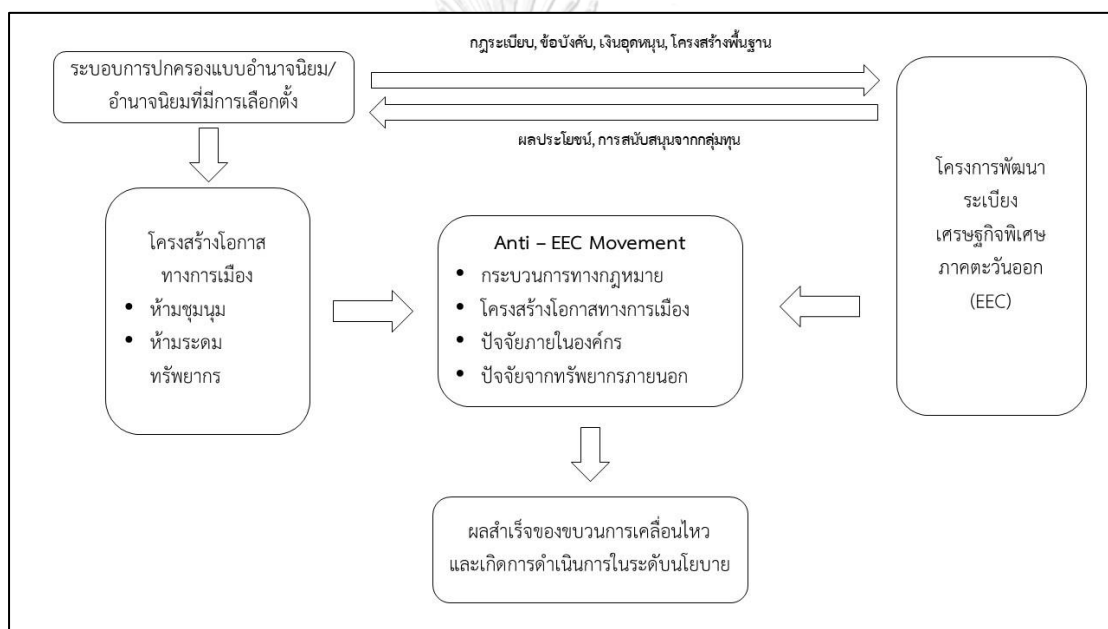 กฎระเบียบ, ข้อบังคับ, เงินอุดหนุน, โครงสร้างพื้นฐาน
ระบอบการปกครองแบบอำนาจนิยม/
อำนาจนิยมที่มีการเลือกตั้ง
ผลประโยชน์, การสนับสนุนจากกลุ่มทุน
โครงการพัฒนา
ระเบียง
เศรษฐกิจพิเศษ
ภาคตะวันออก
(EEC)
โครงสร้างโอกาส
ทางการเมือง
• ห้ามชุมนุม
• ห้ามระดม
ทรัพยากร
Anti – EEC Movement
• กระบวนการทางกฎหมาย
• โครงสร้างโอกาสทางการเมือง
• ปัจจัยภายในองค์กร
• ปัจจัยจากทรัพยากรภายนอก
ผลสำเร็จของขบวนการเคลื่อนไหว
และเกิดการดำเนินการในระดับนโยบาย